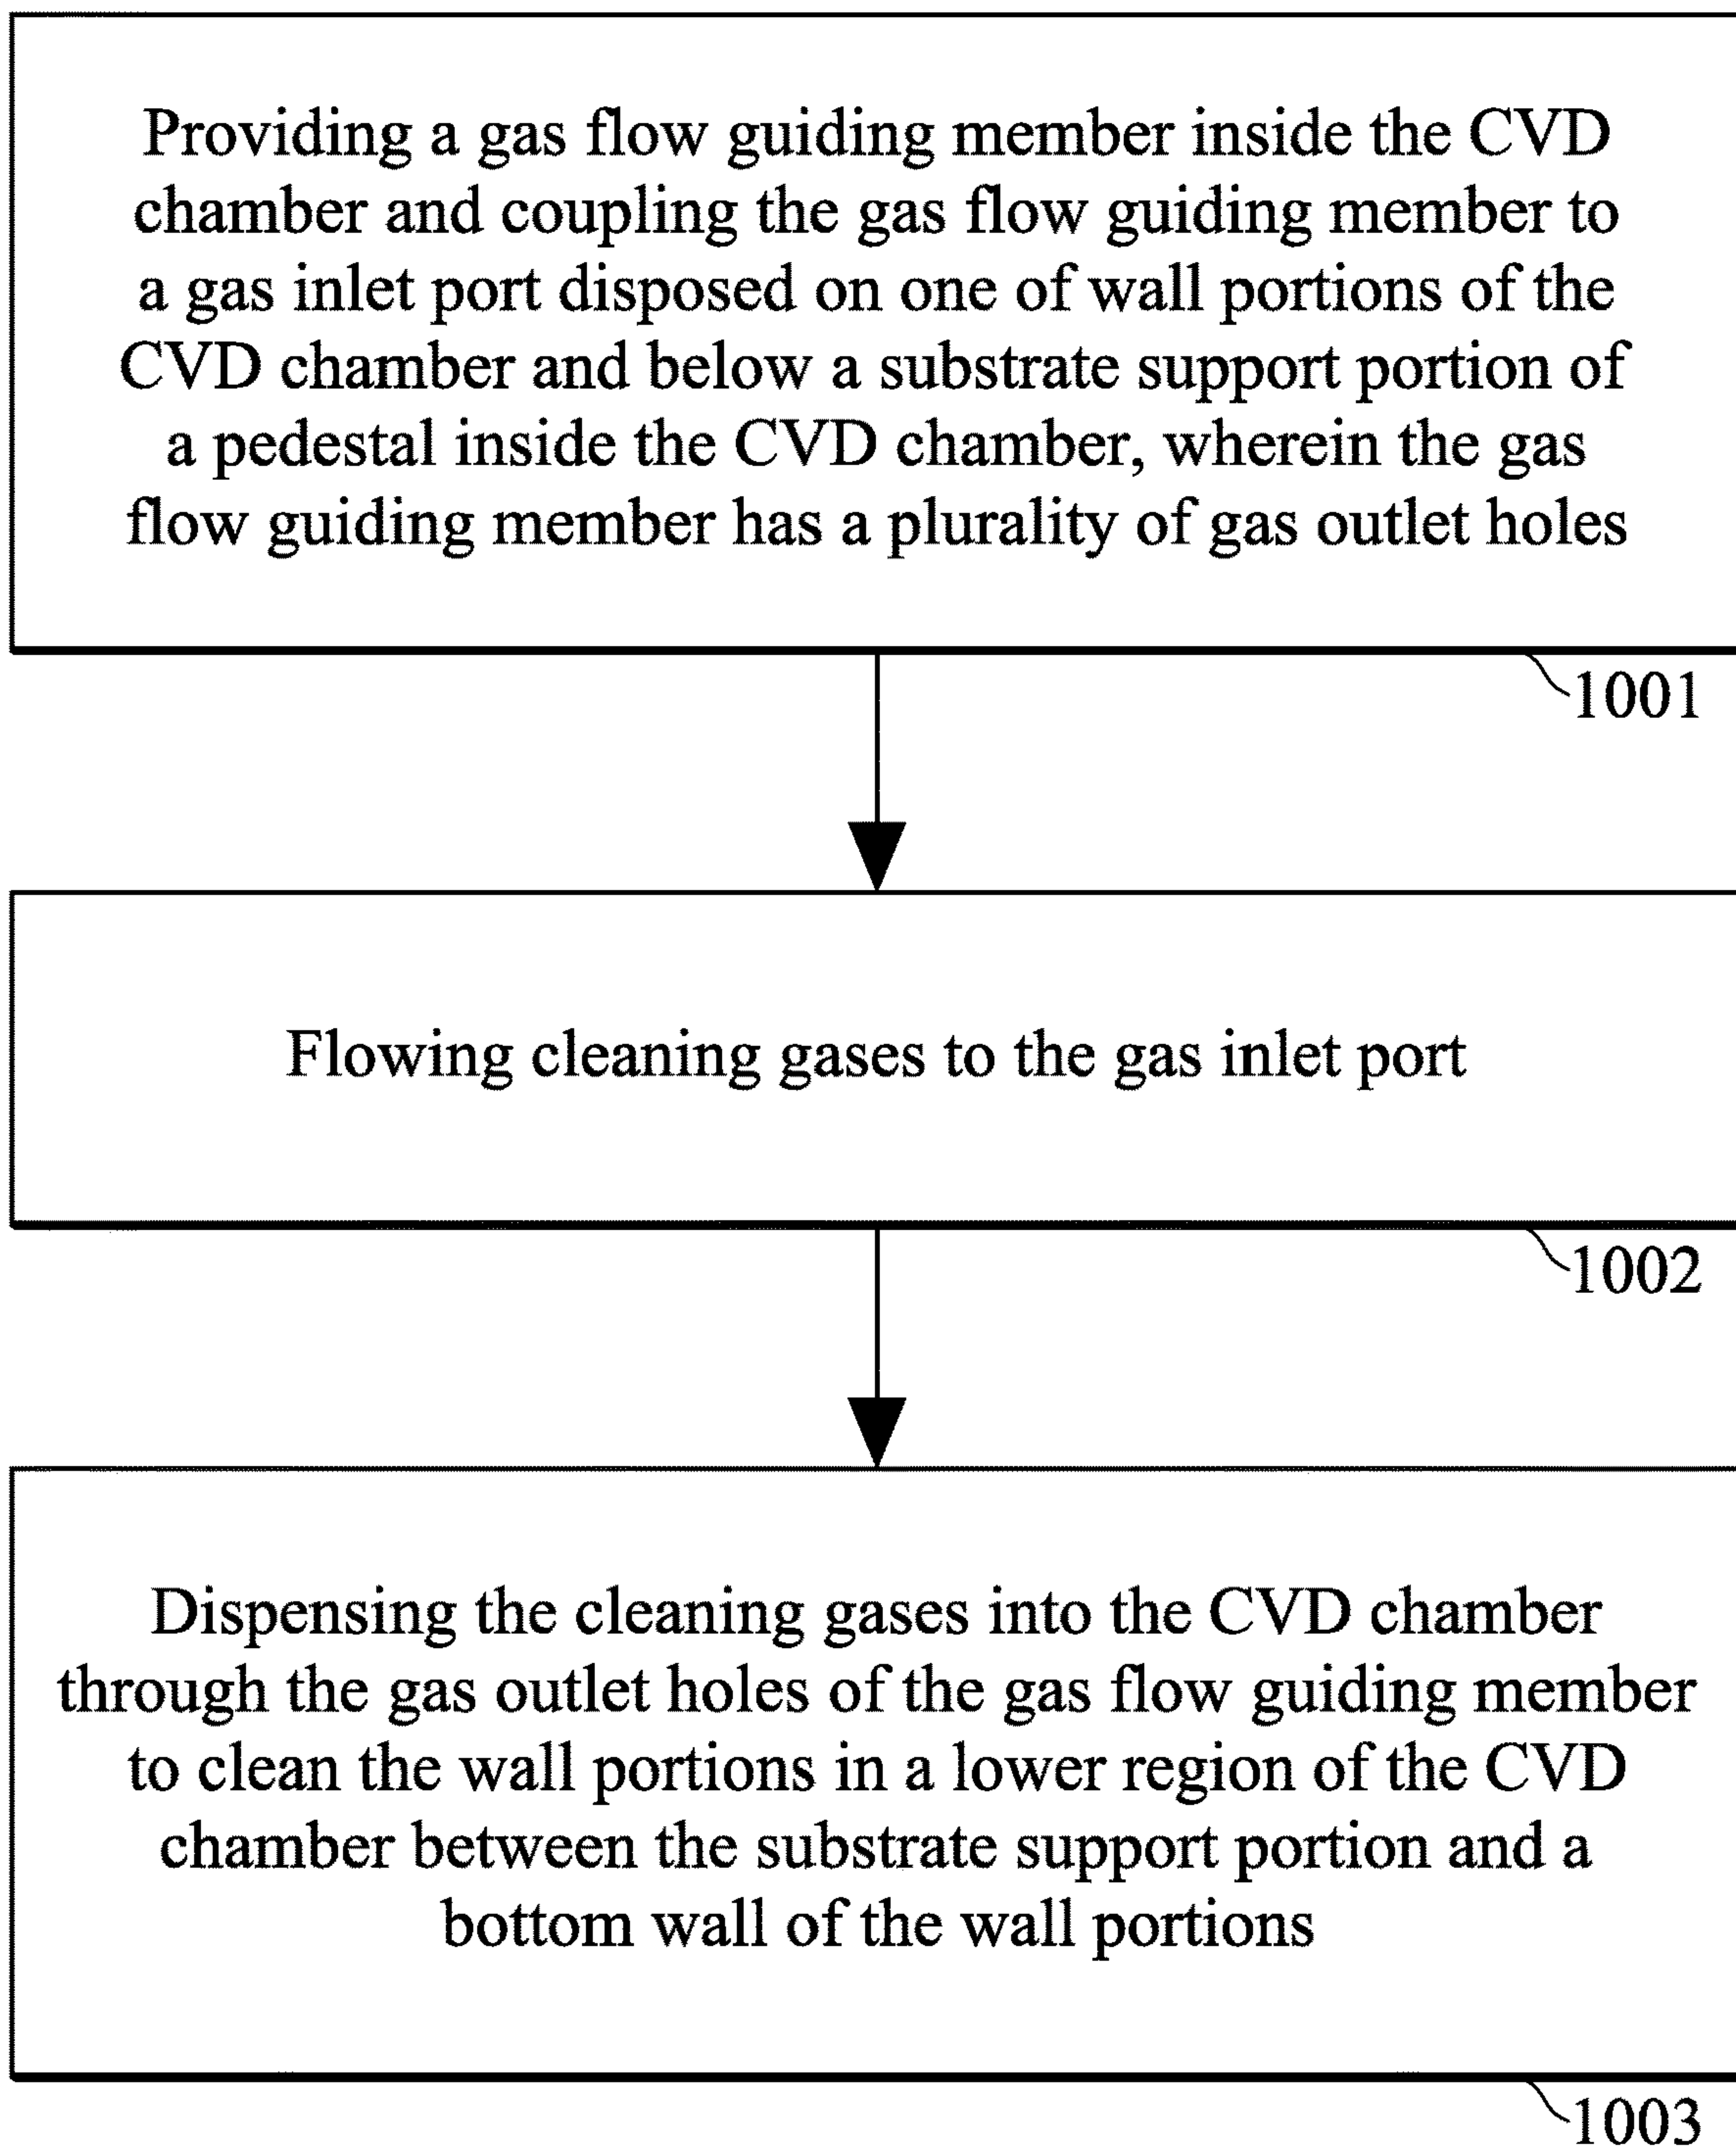 Providing a gas flow guiding member inside the CVD
chamber and coupling the gas flow guiding member to
a gas inlet port disposed on one of wall portions of the
CVD chamber and below a substrate support portion of
a pedestal inside the CVD chamber, wherein the gas
flow guiding member has a plurality of gas outlet holes
1001
Flowing cleaning gases to the gas inlet port
1002
Dispensing the cleaning gases into the CVD chamber
through the gas outlet holes of the gas flow guiding member
to clean the wall portions in a lower region of the CVD
chamber between the substrate support portion and a
bottom wall of the wall portions
1003